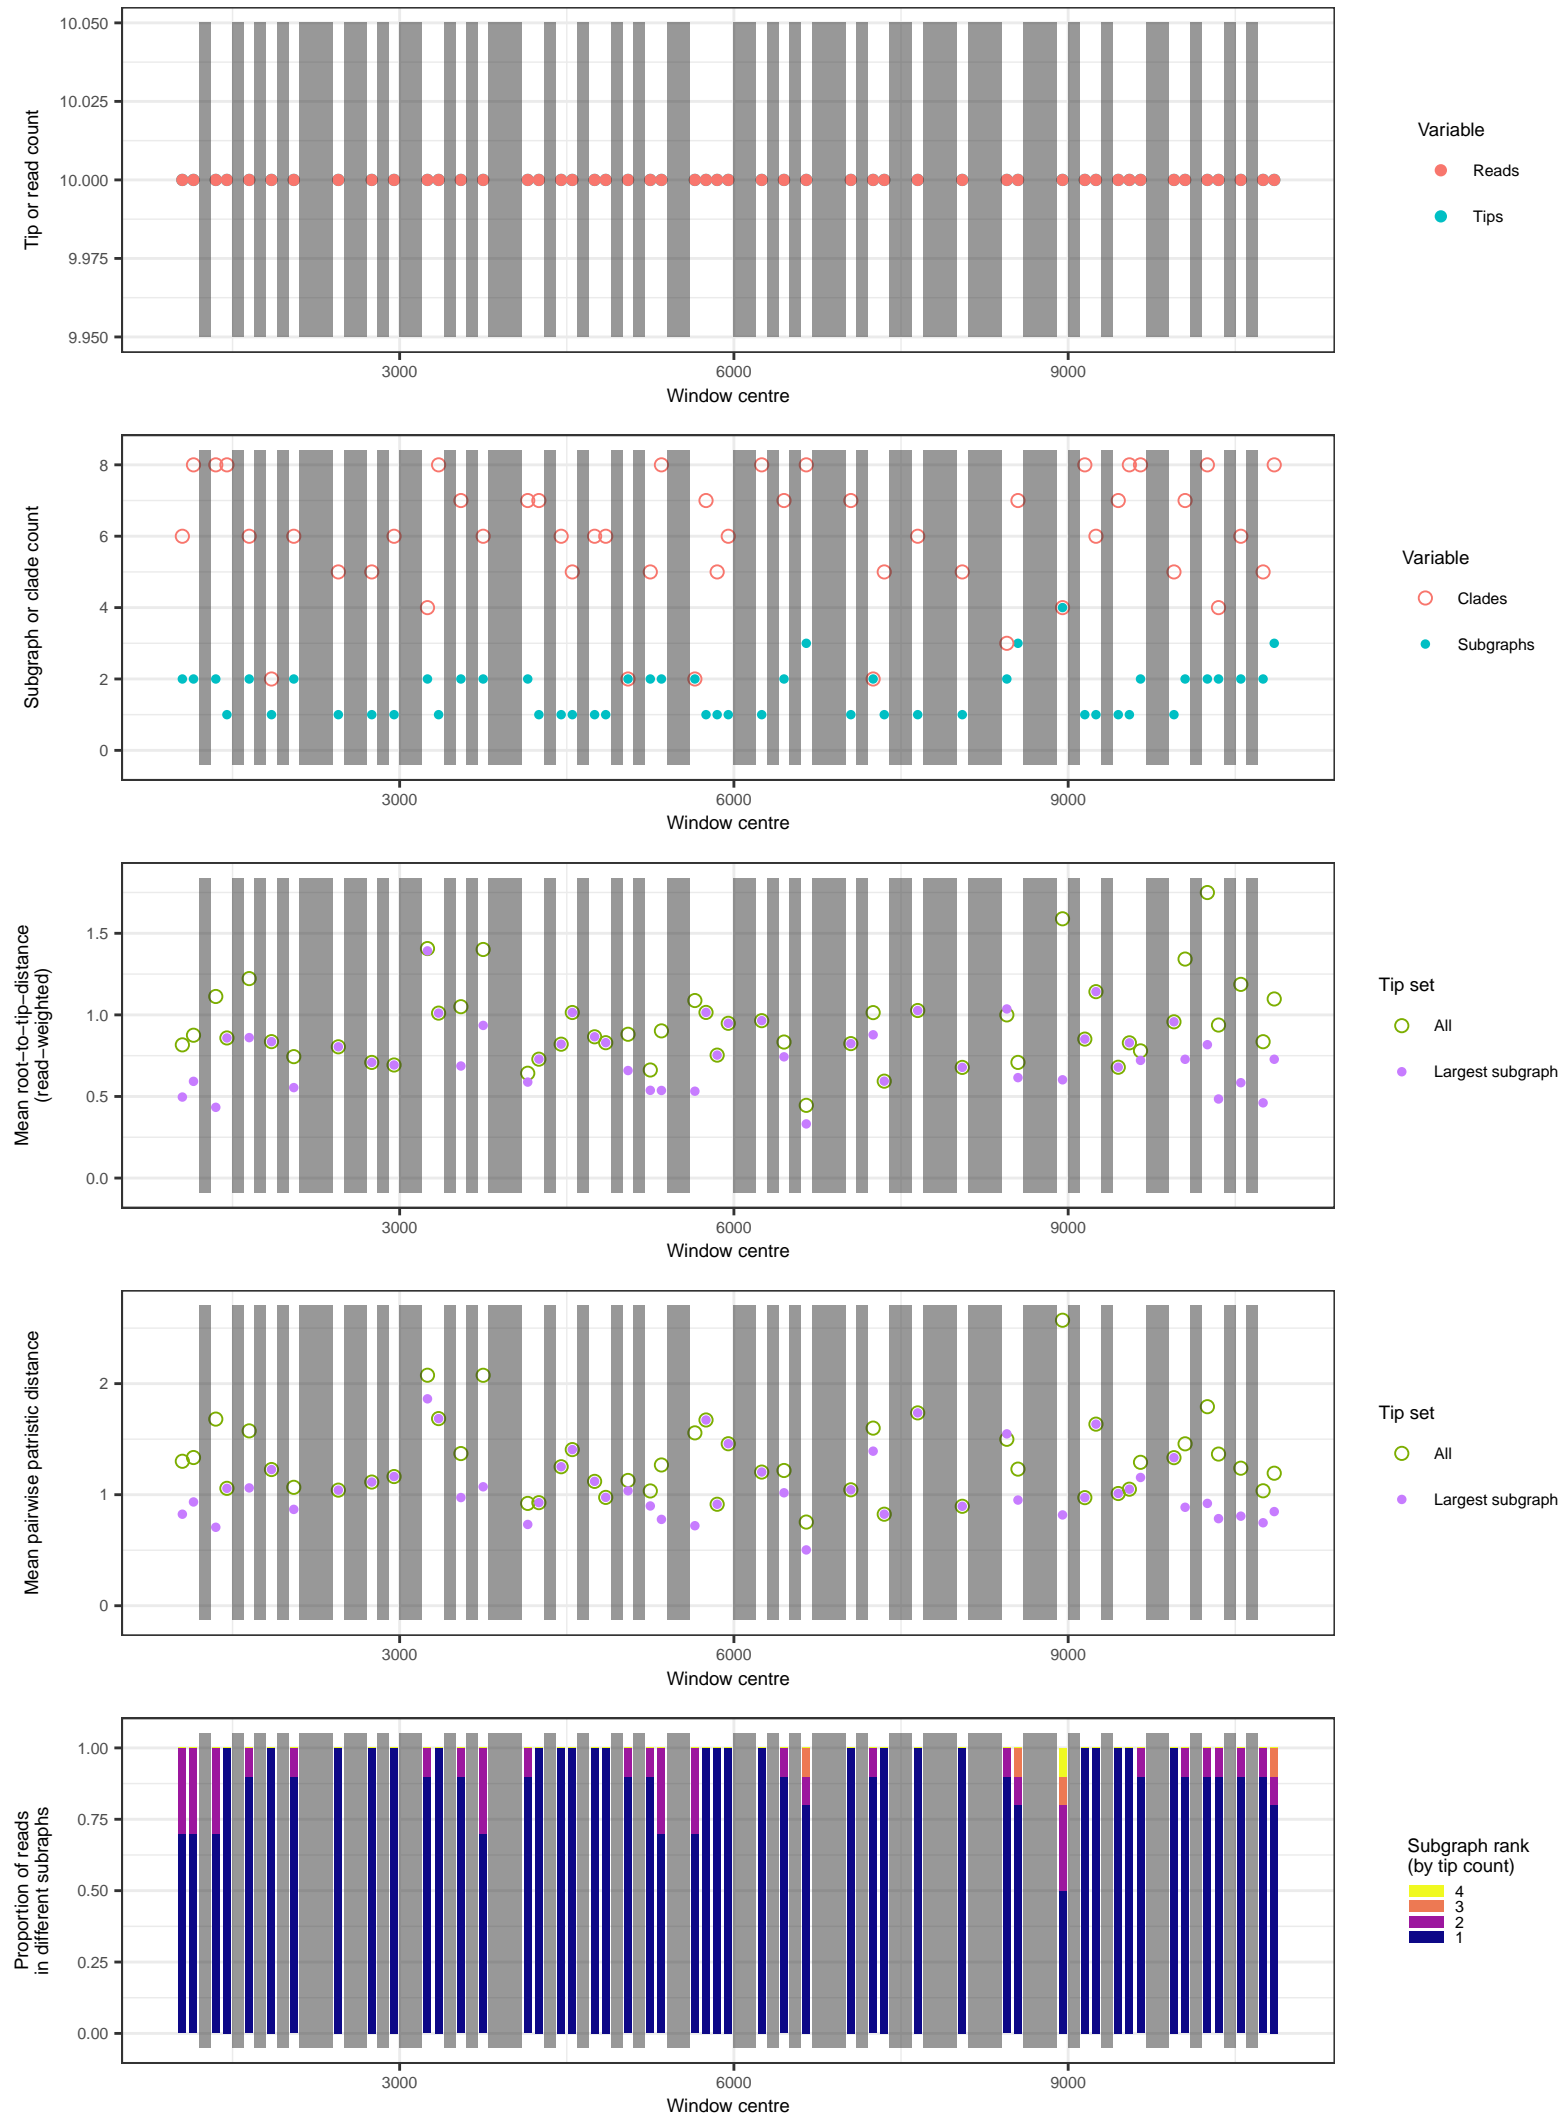 10.050
10.025
10.000
9.975
9.950
Tip or read count
3000
6000
9000
Window centre
Variable
Reads
Tips
8
6
4
2
0
Subgraph or clade count
3000
6000
9000
Window centre
Variable
Clades
Subgraphs
1.5
1.0
0.5
0.0
Mean root−to−tip−distance
(read−weighted)
3000
6000
9000
Window centre
Tip set
All
Largest subgraph
2
1
0
Mean pairwise patristic distance
3000
6000
9000
Window centre
Tip set
All
Largest subgraph
1.00
0.75
0.50
0.25
0.00
Proportion of reads
in different subraphs
3000
6000
9000
Window centre
Subgraph rank
(by tip count)
4
3
2
1